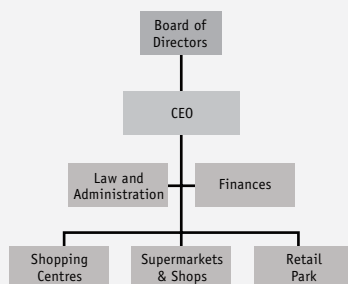 Board of
Directors
CEO
Law and
Administration
Finances
Shopping
Centres
Supermarkets
& Shops
Retail
Park